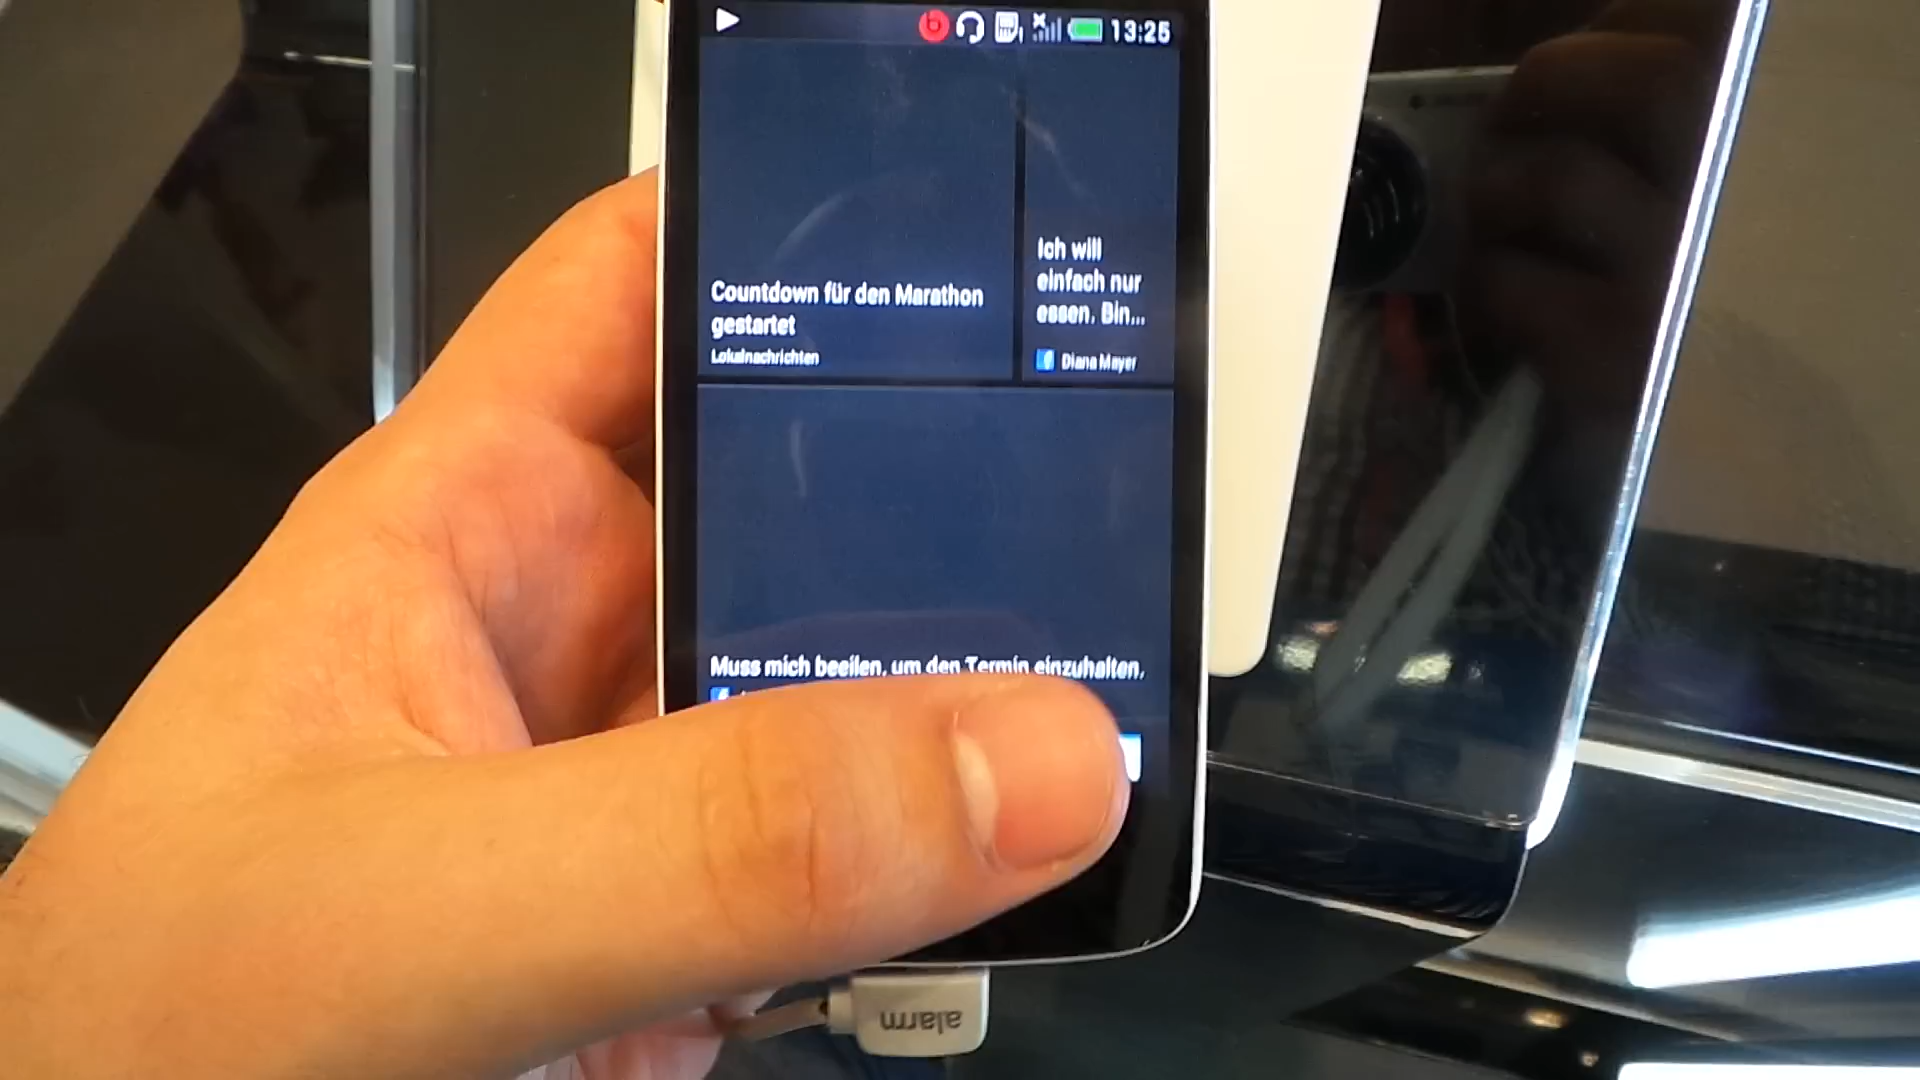 13:25
Countdown für den Marathon
gestartet
Lokalnachrichten
Ich will
einfach nur
essen. Bin...
Diana Mayer
Muss mich beeilen, um den Termin einzuhalten.
alarm